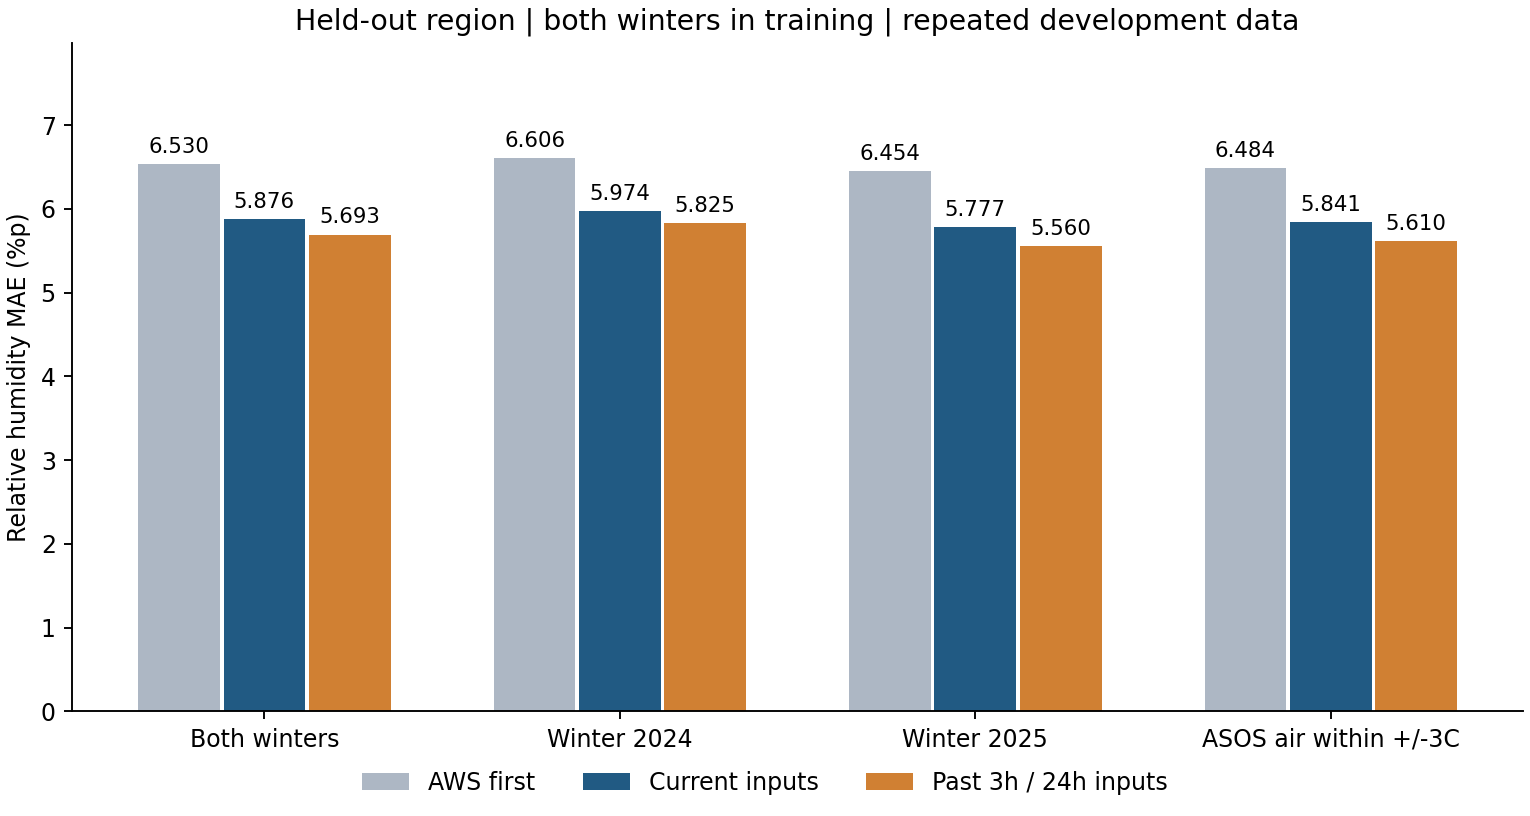 Held-out region | both winters in training | repeated development data
Relative humidity MAE (%p)
7
6
5
4
3
2
1
0
6.530
5.876
5.693
6.606
5.974
5.825
6.454
5.777
5.560
6.484
5.841
5.610
Both winters
Winter 2024
Winter 2025
ASOS air within +/-3C
AWS first
Current inputs
Past 3h / 24h inputs